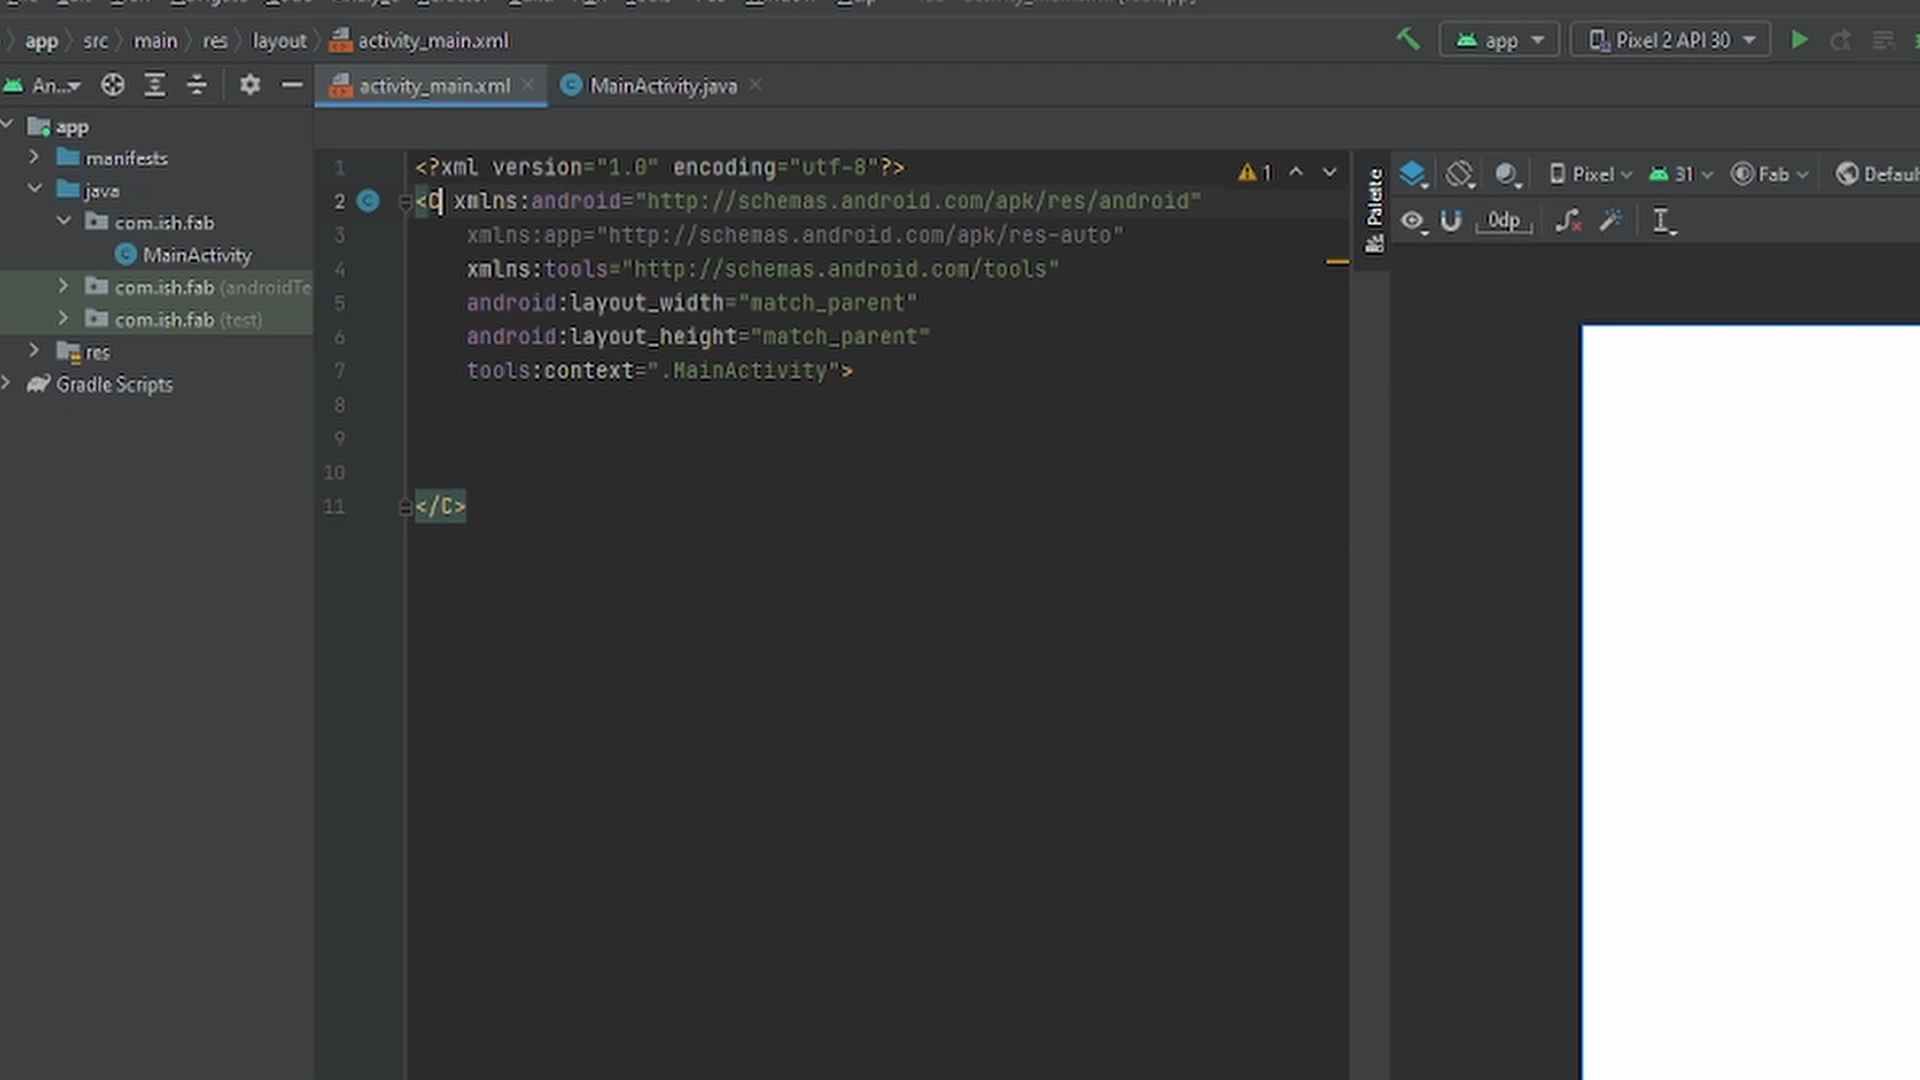 app src main res layout activity_main.xml
app Pixel 2 API 30
An... activity_main.xml MainActivity.java
app
manifests
java
com.ish.fab
MainActivity
com.ish.fab (androidTe
com.ish.fab (test)
res
Gradle Scripts
1 <?xml version="1.0" encoding="utf-8"?>
2 <C xmlns:android="http://schemas.android.com/apk/res/android"
3 xmlns:app="http://schemas.android.com/apk/res-auto"
4 xmlns:tools="http://schemas.android.com/tools"
5 android:layout_width="match_parent"
6 android:layout_height="match_parent"
7 tools:context=".MainActivity">
8
9
10
11 </C>
1
Palette
Pixel 31 Fab Defaul
0dp